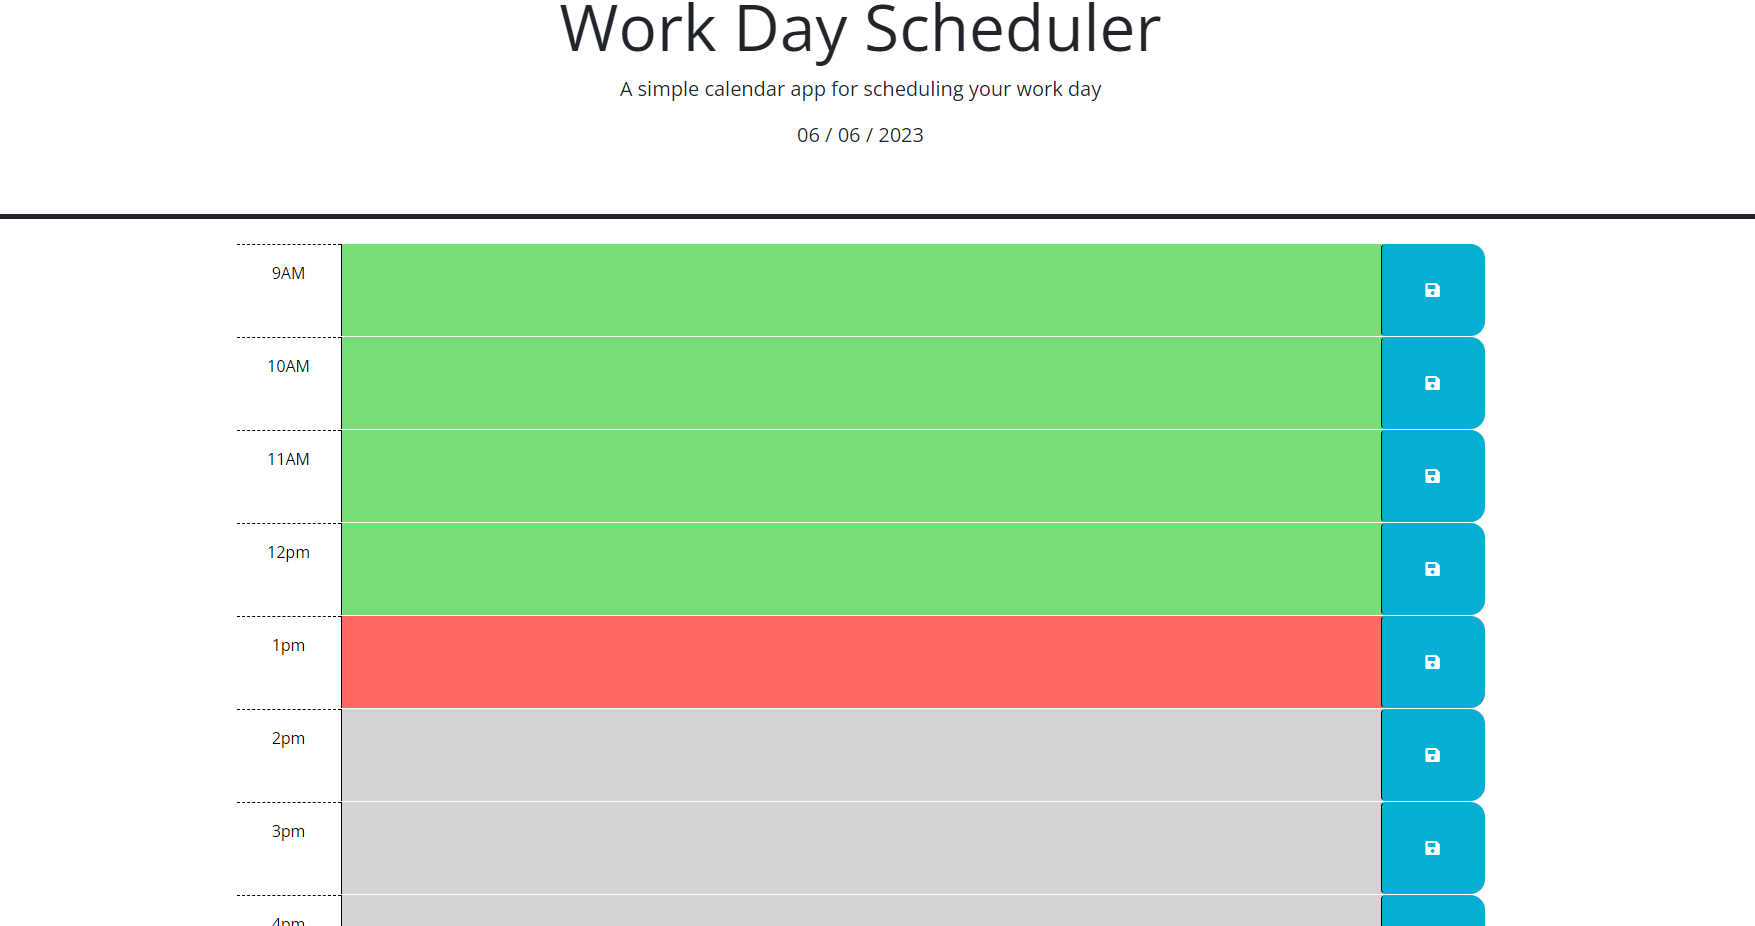 Work Day Scheduler
A simple calendar app for scheduling your work day
06 / 06 / 2023
9AM
10AM
11AM
12pm
1pm
2pm
3pm
4pm